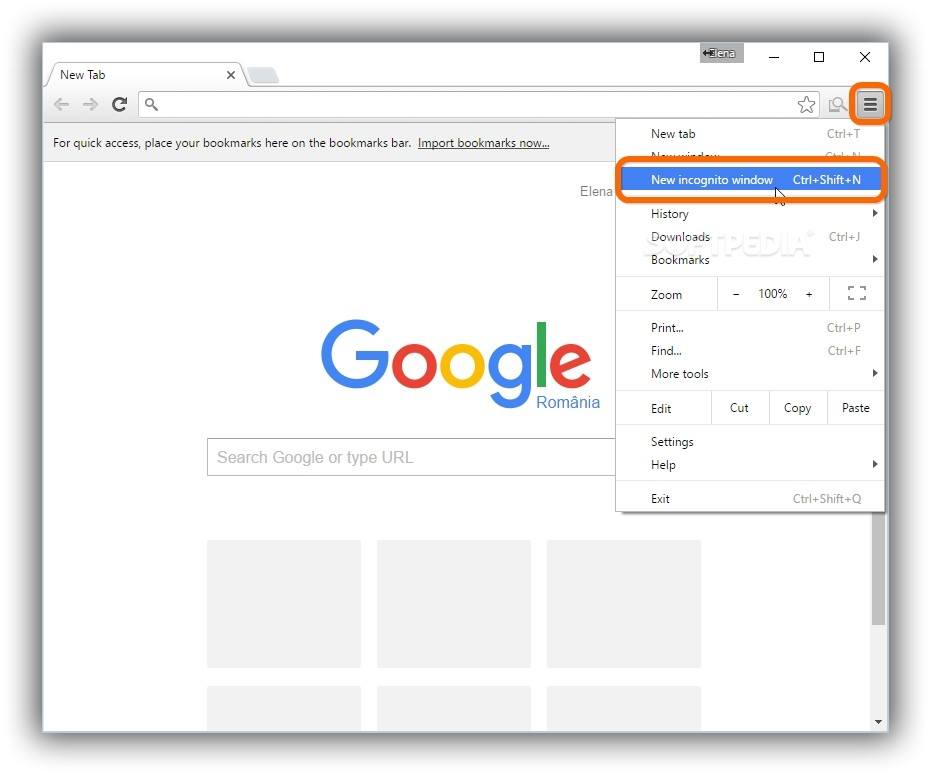 Elena
New Tab
For quick access, place your bookmarks here on the bookmarks bar. Import bookmarks now...
Elena
New tab Ctrl+T
New window Ctrl+N
New incognito window Ctrl+Shift+N
History
Downloads Ctrl+J
SOFTPEDIA®
Bookmarks
Zoom - 100% +
Print... Ctrl+P
Find... Ctrl+F
More tools
Edit Cut Copy Paste
Settings
Help
Exit Ctrl+Shift+Q
Google
România
Search Google or type URL